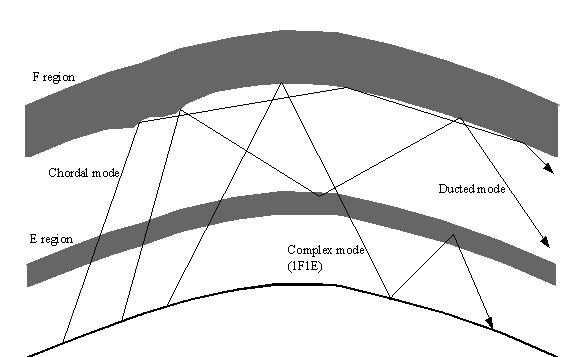 F region
Chordal mode
Ducted mode
E region
Complex mode
(1F1E)